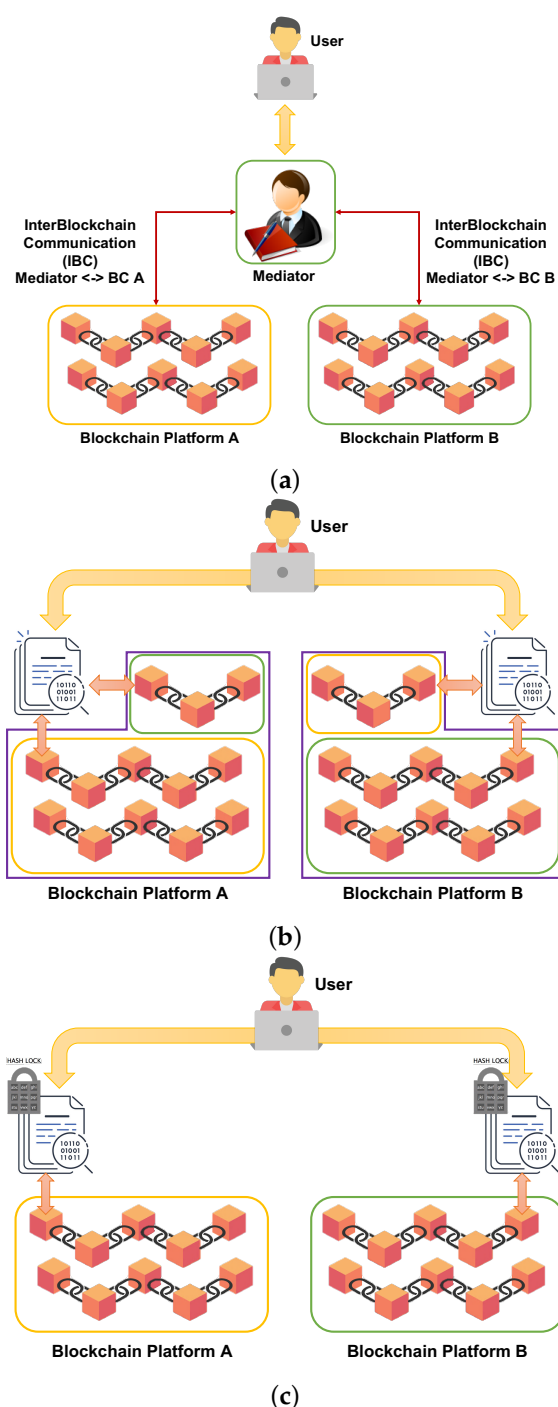 User
InterBlockchain
Communication
(IBC)
Mediator <-> BC A
Mediator
InterBlockchain
Communication
(IBC)
Mediator <-> BC B
Blockchain Platform A
Blockchain Platform B
(a)
User
10110
01001
11011
10110
01001
11011
Blockchain Platform A
Blockchain Platform B
(b)
User
HASH LOCK
HASH LOCK
10110
01001
11011
10110
01001
11011
Blockchain Platform A
Blockchain Platform B
(c)